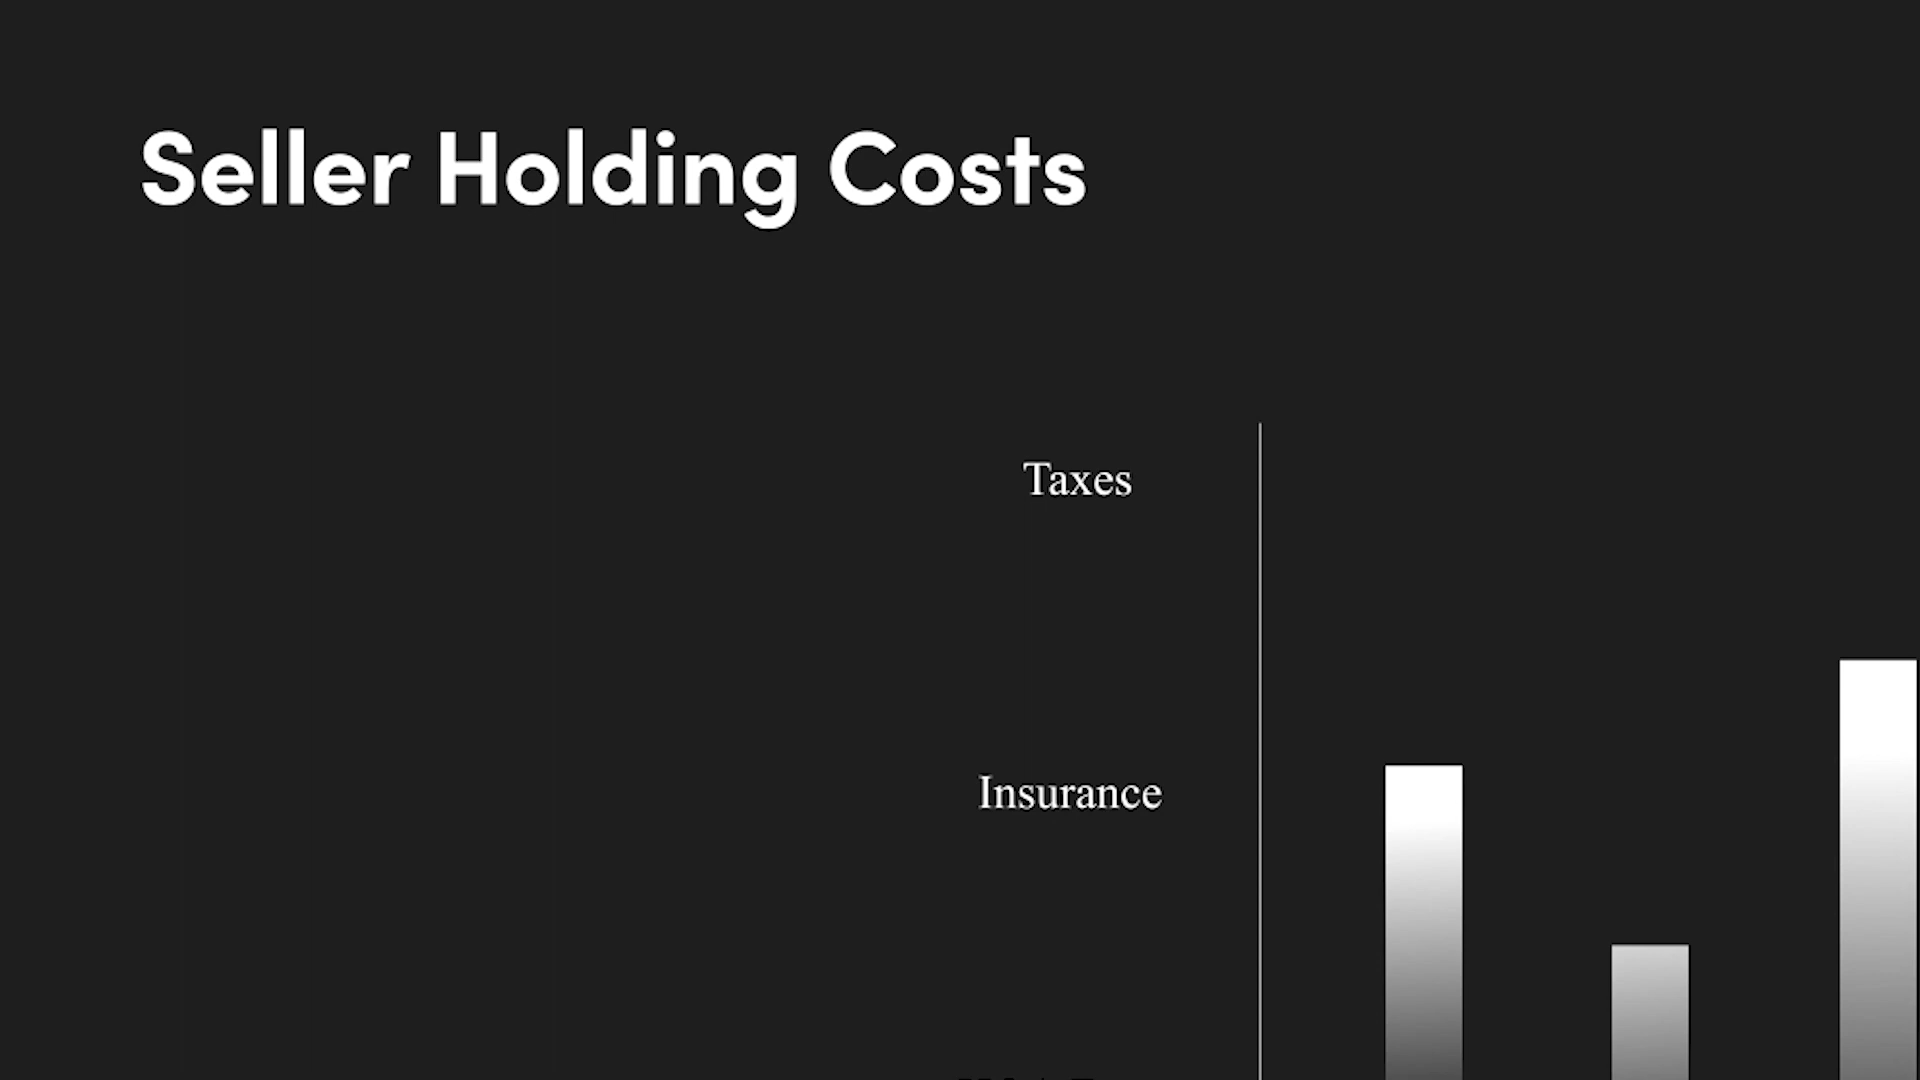 Seller Holding Costs
Taxes
Insurance